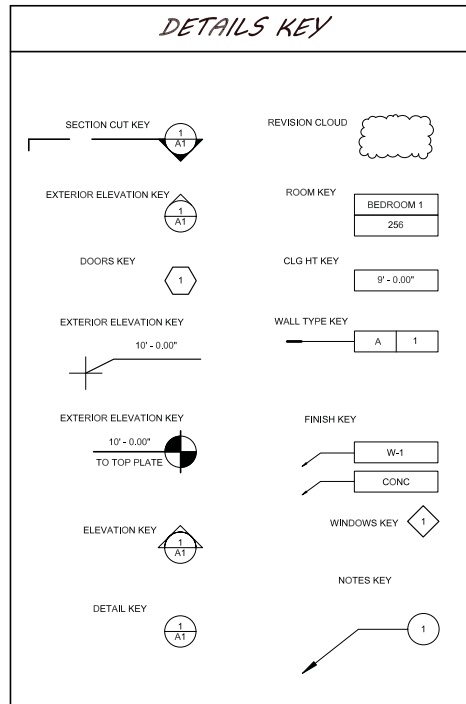 DETAILS KEY
SECTION CUT KEY
1
A1
EXTERIOR ELEVATION KEY
1
A1
DOORS KEY
1
EXTERIOR ELEVATION KEY
10' - 0.00"
EXTERIOR ELEVATION KEY
10' - 0.00"
TO TOP PLATE
ELEVATION KEY
1
A1
DETAIL KEY
1
A1
REVISION CLOUD
ROOM KEY
BEDROOM 1
256
CLG HT KEY
9' - 0.00"
WALL TYPE KEY
A 1
FINISH KEY
W-1
CONC
WINDOWS KEY 1
NOTES KEY
1